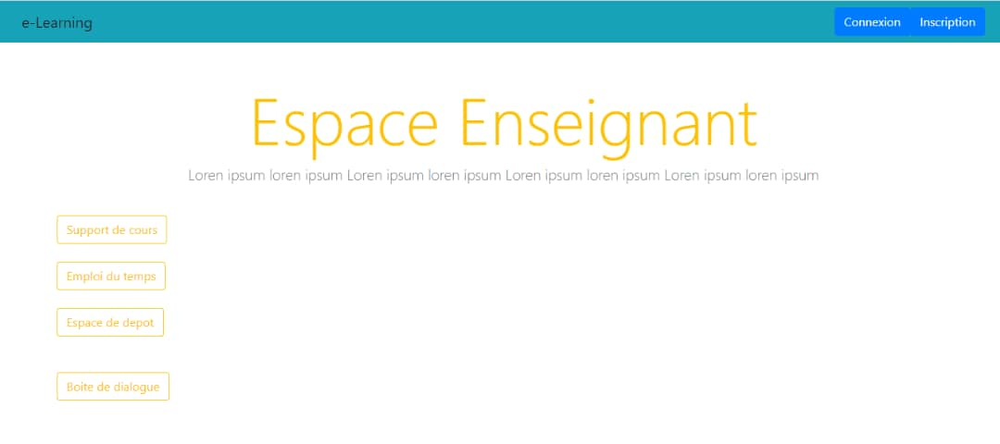 e-Learning
Connexion
Inscription
Espace Enseignant
Loren ipsum loren ipsum Loren ipsum loren ipsum Loren ipsum loren ipsum Loren ipsum loren ipsum
Support de cours
Emploi du temps
Espace de depot
Boite de dialogue